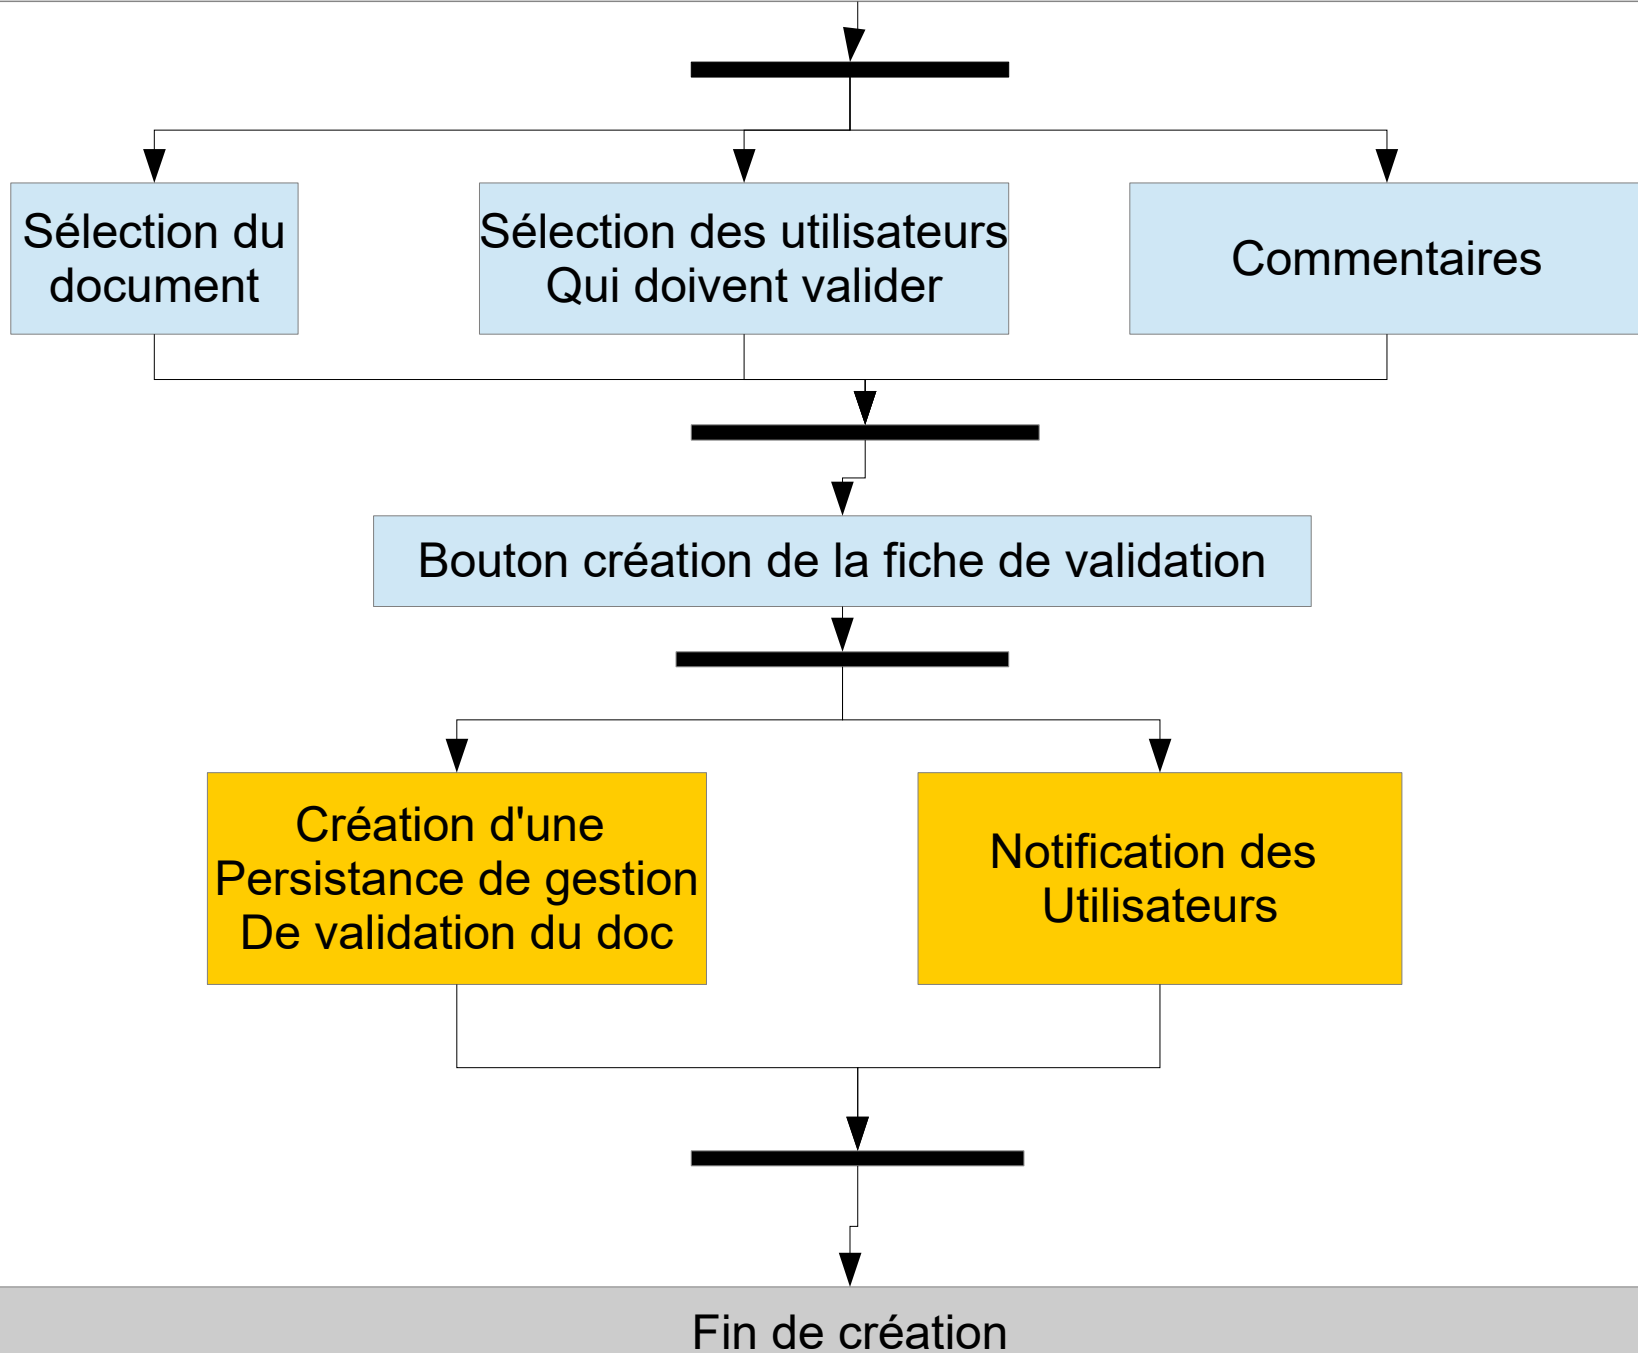 Sélection du
document
Sélection des utilisateurs
Qui doivent valider
Commentaires
Bouton création de la fiche de validation
Création d'une
Persistance de gestion
De validation du doc
Notification des
Utilisateurs
Fin de création